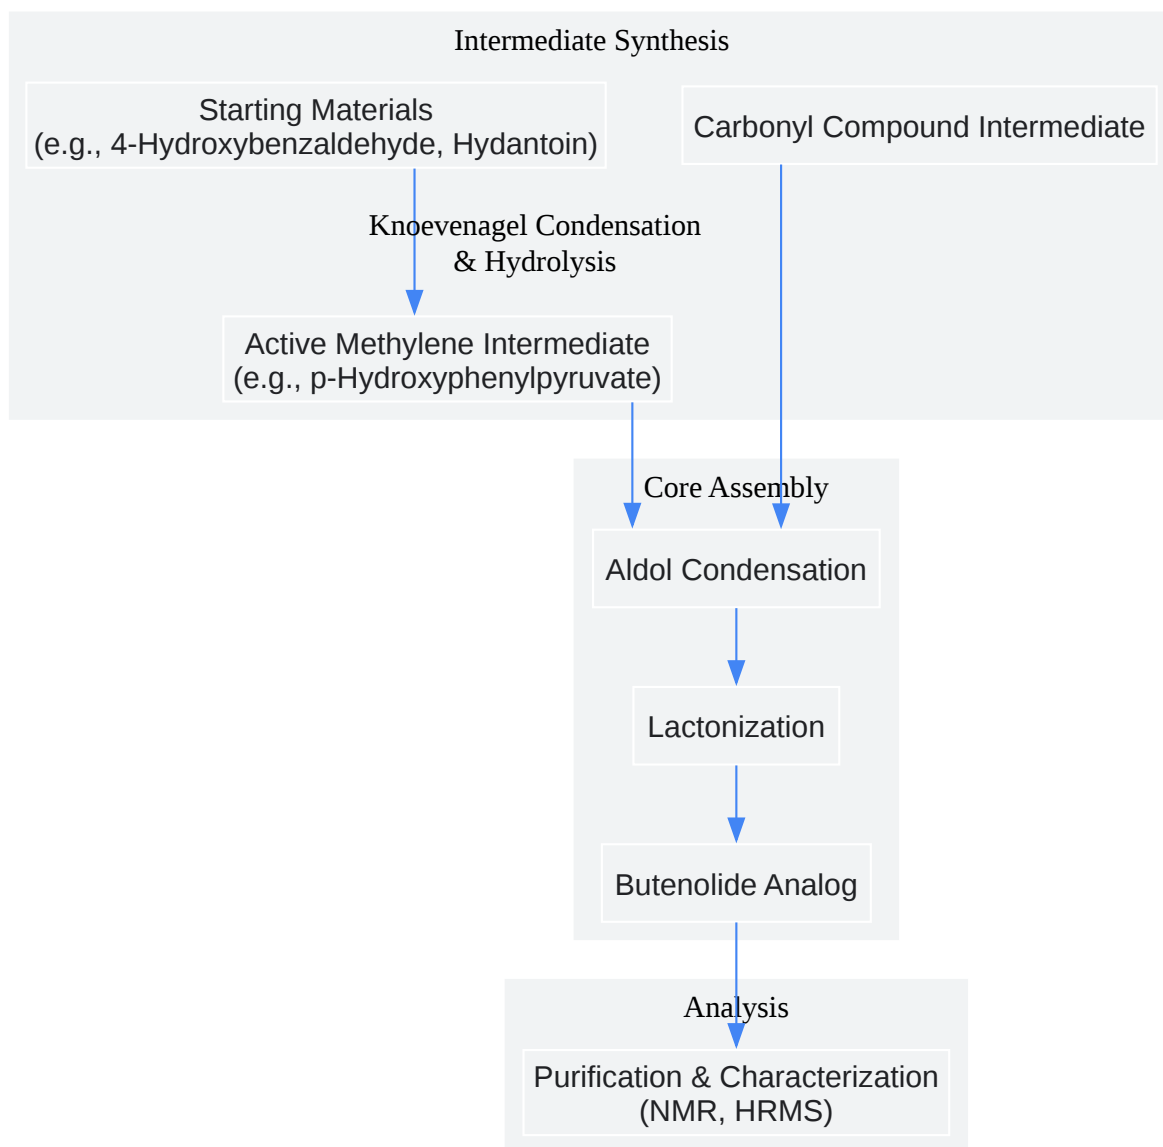 Intermediate Synthesis
Starting Materials
(e.g., 4-Hydroxybenzaldehyde, Hydantoin)
Carbonyl Compound Intermediate
Knoevenagel Condensation
& Hydrolysis
Active Methylene Intermediate
(e.g., p-Hydroxyphenylpyruvate)
Core Assembly
Aldol Condensation
Lactonization
Butenolide Analog
Analysis
Purification & Characterization
(NMR, HRMS)